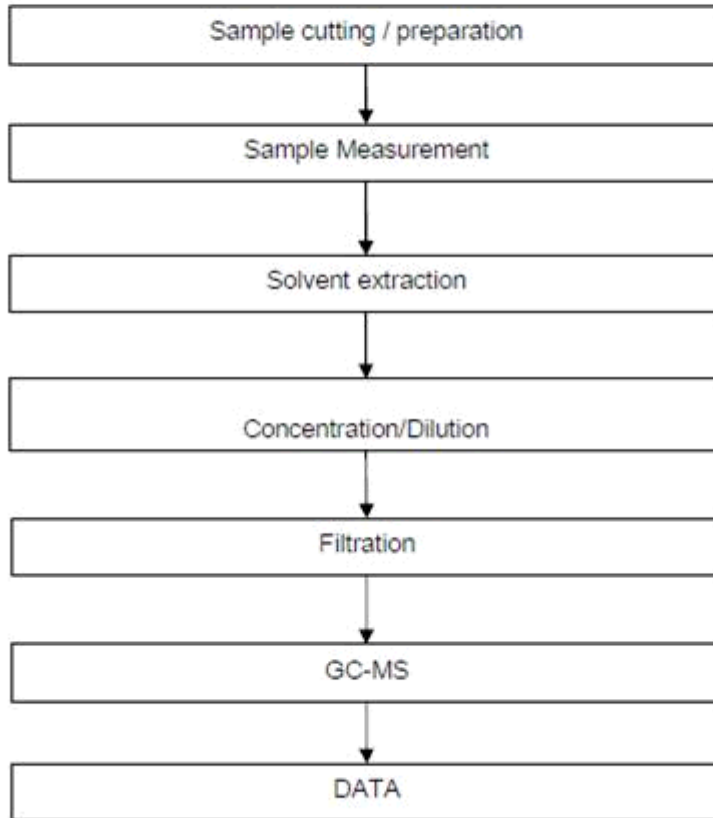 Sample cutting / preparation
Sample Measurement
Solvent extraction
Concentration/Dilution
Filtration
GC-MS
DATA